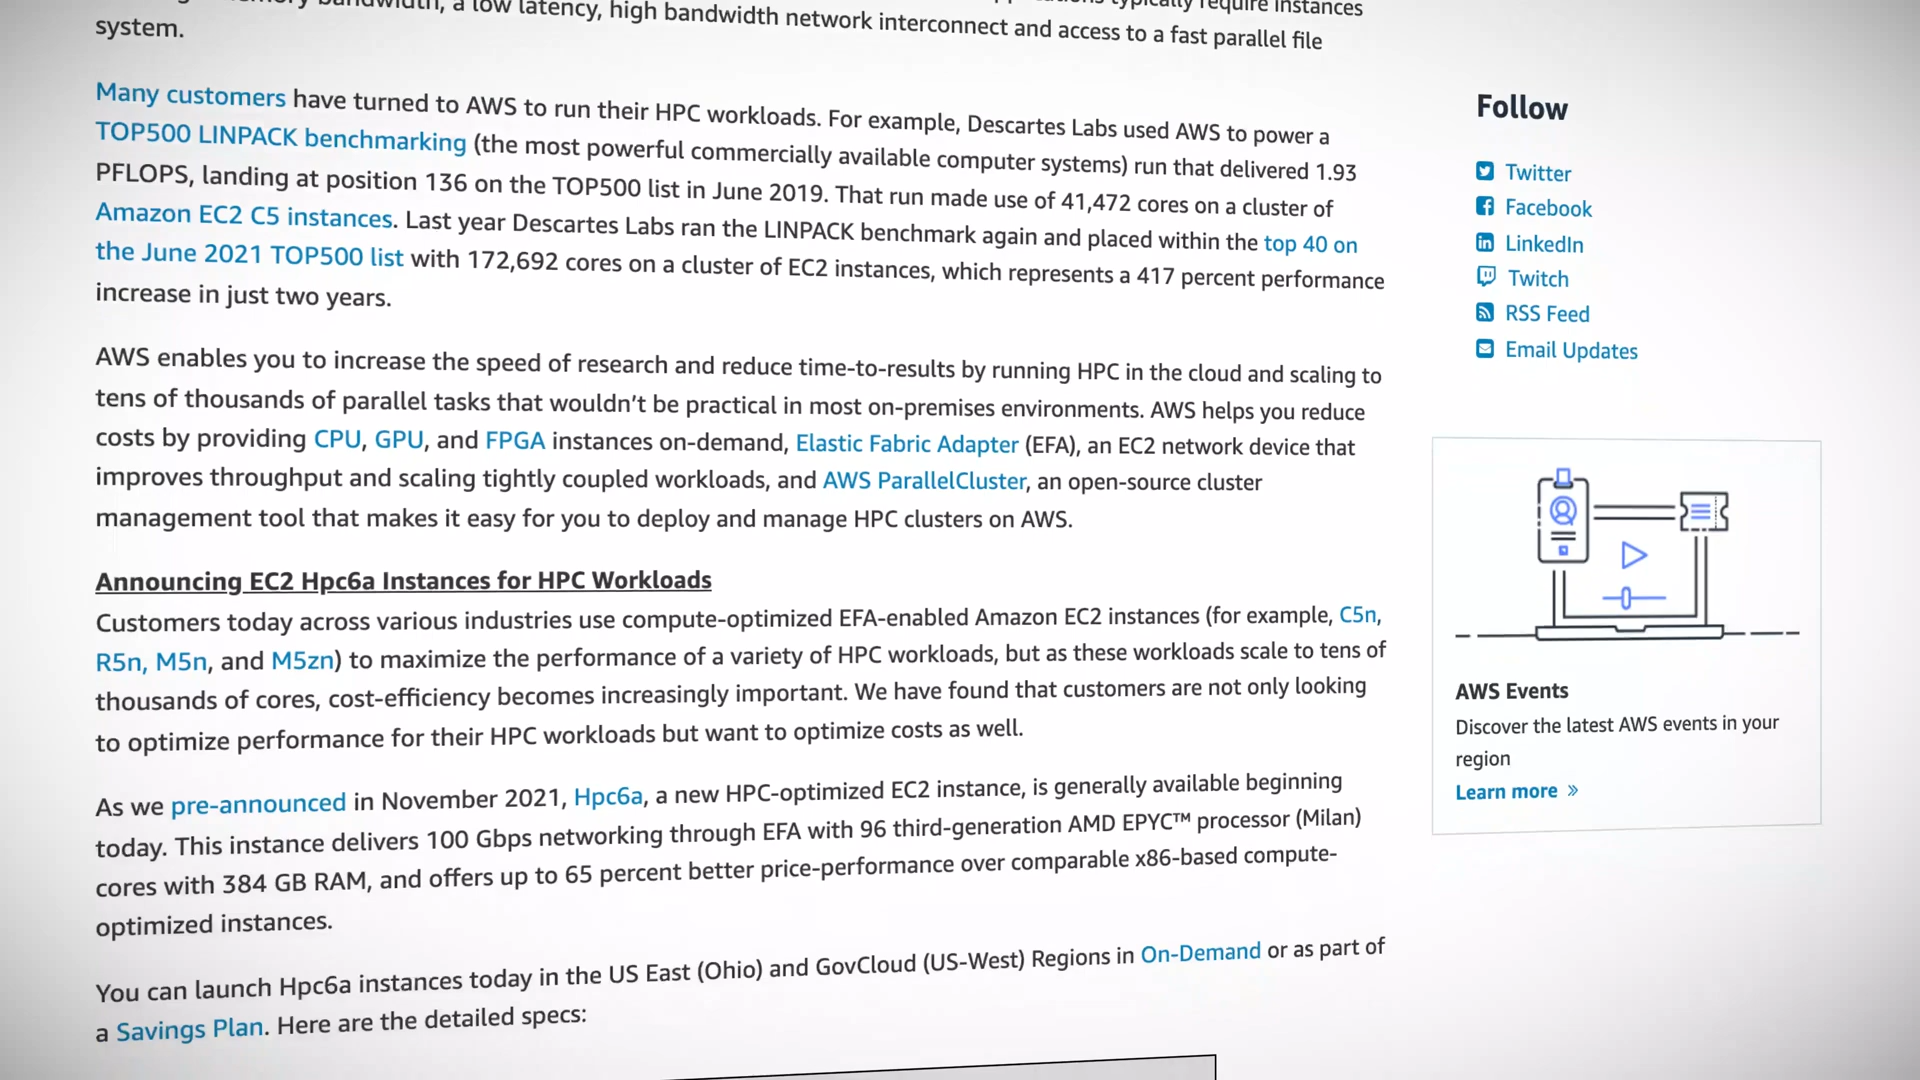 bandwidth, a low latency, high bandwidth network interconnect and access to a fast parallel file
typically require instances
system.
Many customers have turned to AWS to run their HPC workloads. For example, Descartes Labs used AWS to power a
TOP500 LINPACK benchmarking (the most powerful commercially available computer systems) run that delivered 1.93
PFLOPS, landing at position 136 on the TOP500 list in June 2019. That run made use of 41,472 cores on a cluster of
Amazon EC2 C5 instances. Last year Descartes Labs ran the LINPACK benchmark again and placed within the top 40 on
the June 2021 TOP500 list with 172,692 cores on a cluster of EC2 instances, which represents a 417 percent performance
increase in just two years.
AWS enables you to increase the speed of research and reduce time-to-results by running HPC in the cloud and scaling to
tens of thousands of parallel tasks that wouldn't be practical in most on-premises environments. AWS helps you reduce
costs by providing CPU, GPU, and FPGA instances on-demand, Elastic Fabric Adapter (EFA), an EC2 network device that
improves throughput and scaling tightly coupled workloads, and AWS ParallelCluster, an open-source cluster
management tool that makes it easy for you to deploy and manage HPC clusters on AWS.
Announcing EC2 Hpc6a Instances for HPC Workloads
Customers today across various industries use compute-optimized EFA-enabled Amazon EC2 instances (for example, C5n,
R5n, M5n, and M5zn) to maximize the performance of a variety of HPC workloads, but as these workloads scale to tens of
thousands of cores, cost-efficiency becomes increasingly important. We have found that customers are not only looking
to optimize performance for their HPC workloads but want to optimize costs as well.
As we pre-announced in November 2021, Hpc6a, a new HPC-optimized EC2 instance, is generally available beginning
today. This instance delivers 100 Gbps networking through EFA with 96 third-generation AMD EPYC™ processor (Milan)
cores with 384 GB RAM, and offers up to 65 percent better price-performance over comparable x86-based compute-
optimized instances.
You can launch Hpc6a instances today in the US East (Ohio) and GovCloud (US-West) Regions in On-Demand or as part of
a Savings Plan. Here are the detailed specs:
Follow
Twitter
Facebook
LinkedIn
Twitch
RSS Feed
Email Updates
AWS Events
Discover the latest AWS events in your
region
Learn more »